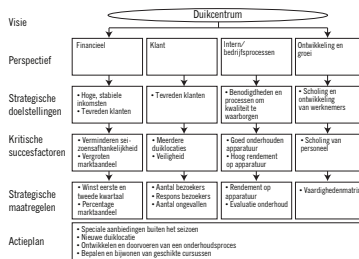 Visie
Duikcentrum
Perspectief
Financieel
Klant
Intern/
bedrijfsprocessen
Ontwikkeling en
groei
Strategische
doelstellingen
• Hoge, stabiele
inkomsten
• Tevreden klanten
• Tevreden klanten
• Benodigdheden en
processen om
kwaliteit te
waarborgen
• Scholing en
ontwikkeling
van werknemers
Kritische
succesfactoren
• Verminderen sei-
zoensafhankelijkheid
• Vergroten
marktaandeel
• Meerdere
duiklocaties
• Veiligheid
• Goed onderhouden
apparatuur
• Hoog rendement
op apparatuur
• Scholing van
personeel
Strategische
maatregelen
• Winst eerste en
tweede kwartaal
• Percentage
marktaandeel
• Aantal bezoekers
• Respons bezoekers
• Aantal ongevallen
• Rendement op
apparatuur
• Evaluatie onderhoud
• Vaardighedenmatrix
Actieplan
• Speciale aanbiedingen buiten het seizoen
• Nieuwe duiklocatie
• Ontwikkelen en doorvoeren van een onderhoudsproces
• Bepalen en bijwonen van geschikte cursussen